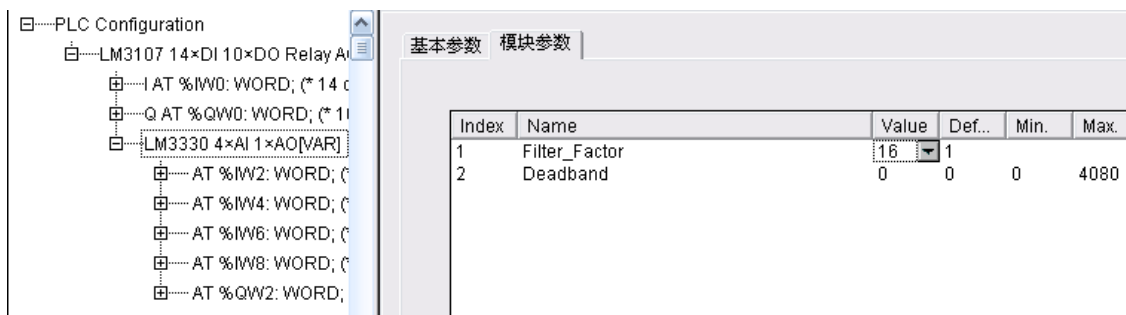 PLC Configuration
LM3107 14×DI 10×DO Relay
I AT %IW0: WORD; (* 14
Q AT %QW0: WORD; (* 1
LM3330 4×AI 1×AO[VAR]
AT %IW2: WORD; (*
AT %IW4: WORD; (*
AT %IW6: WORD; (*
AT %IW8: WORD; (*
AT %QW2: WORD;
基本参数 模块参数
Index Name Value Def... Min. Max.
1 Filter_Factor 16 1
2 Deadband 0 0 0 4080